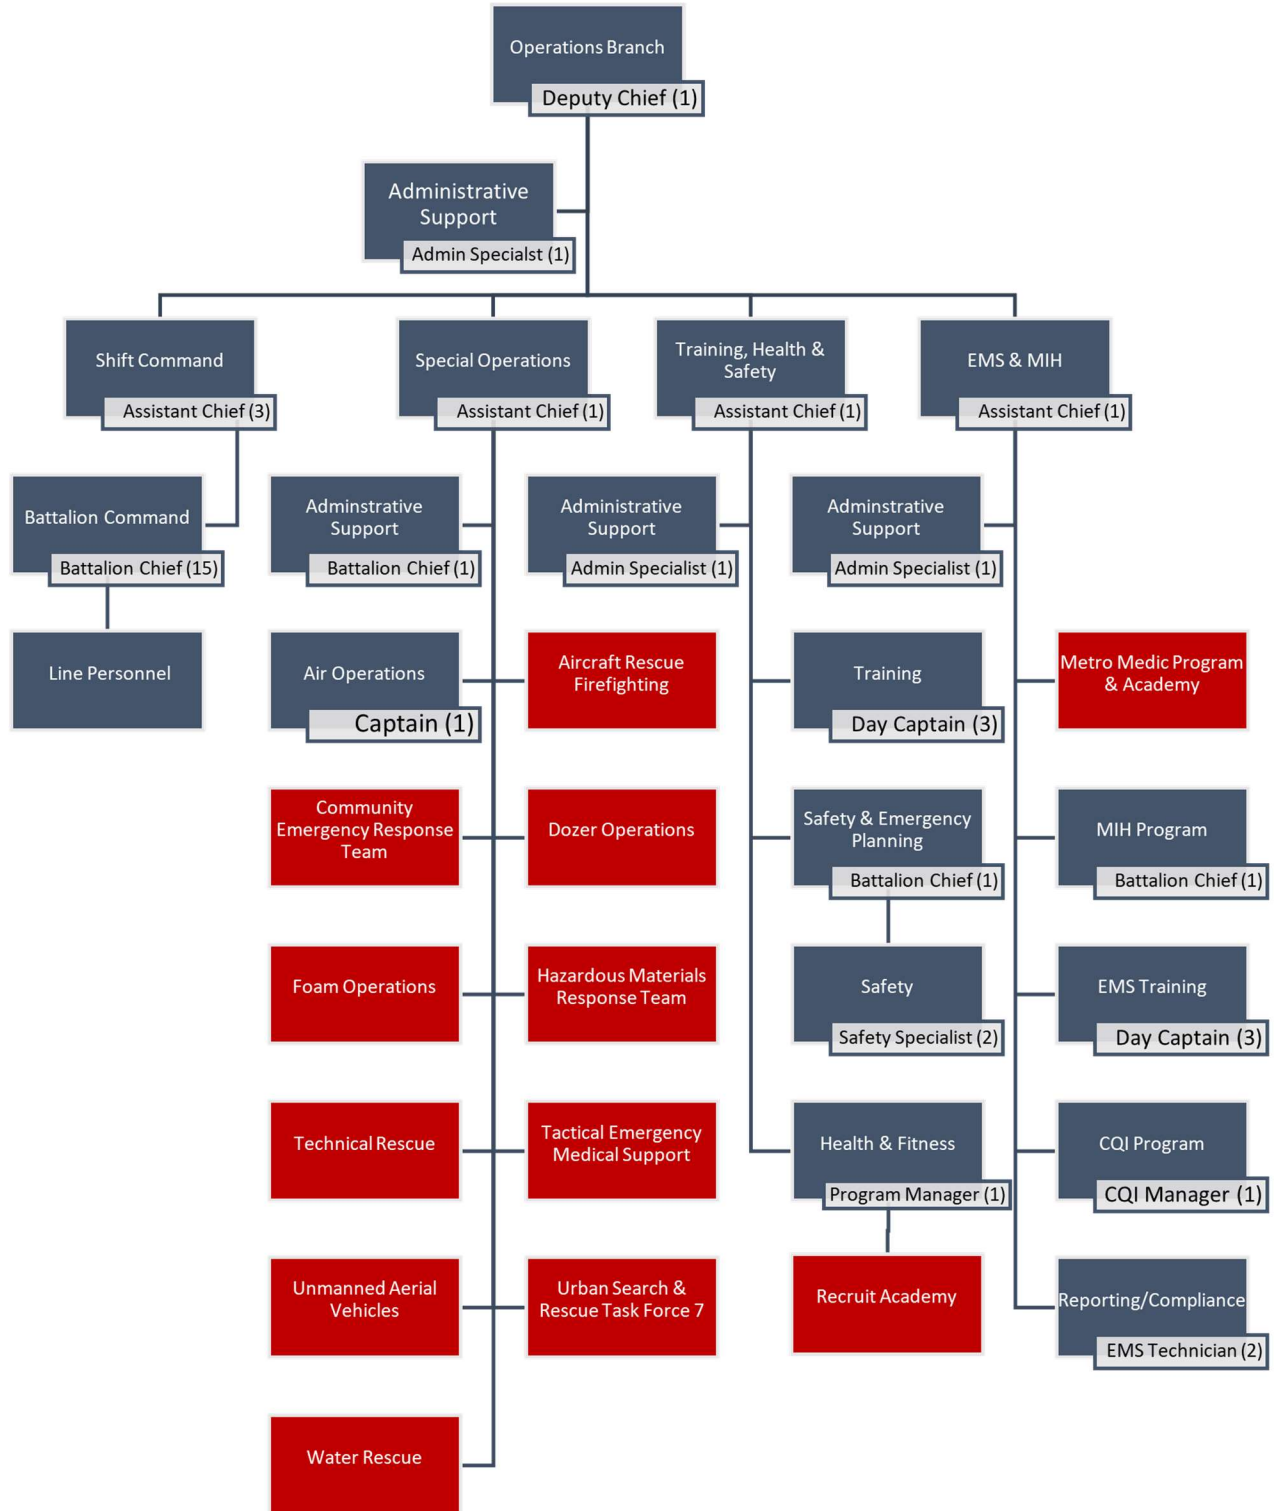 Operations Branch
Deputy Chief (1)
Administrative
Support
Admin Specialst (1)
Shift Command
Assistant Chief (3)
Special Operations
Assistant Chief (1)
Training, Health &
Safety
Assistant Chief (1)
EMS & MIH
Assistant Chief (1)
Battalion Command
Battalion Chief (15)
Adminstrative
Support
Battalion Chief (1)
Administrative
Support
Admin Specialist (1)
Adminstrative
Support
Admin Specialist (1)
Line Personnel
Air Operations
Captain (1)
Aircraft Rescue
Firefighting
Training
Day Captain (3)
Metro Medic Program
& Academy
Community
Emergency Response
Team
Dozer Operations
Safety & Emergency
Planning
Battalion Chief (1)
MIH Program
Battalion Chief (1)
Foam Operations
Hazardous Materials
Response Team
Safety
Safety Specialist (2)
EMS Training
Day Captain (3)
Technical Rescue
Tactical Emergency
Medical Support
Health & Fitness
Program Manager (1)
CQI Program
CQI Manager (1)
Unmanned Aerial
Vehicles
Urban Search &
Rescue Task Force 7
Recruit Academy
Reporting/Compliance
EMS Technician (2)
Water Rescue